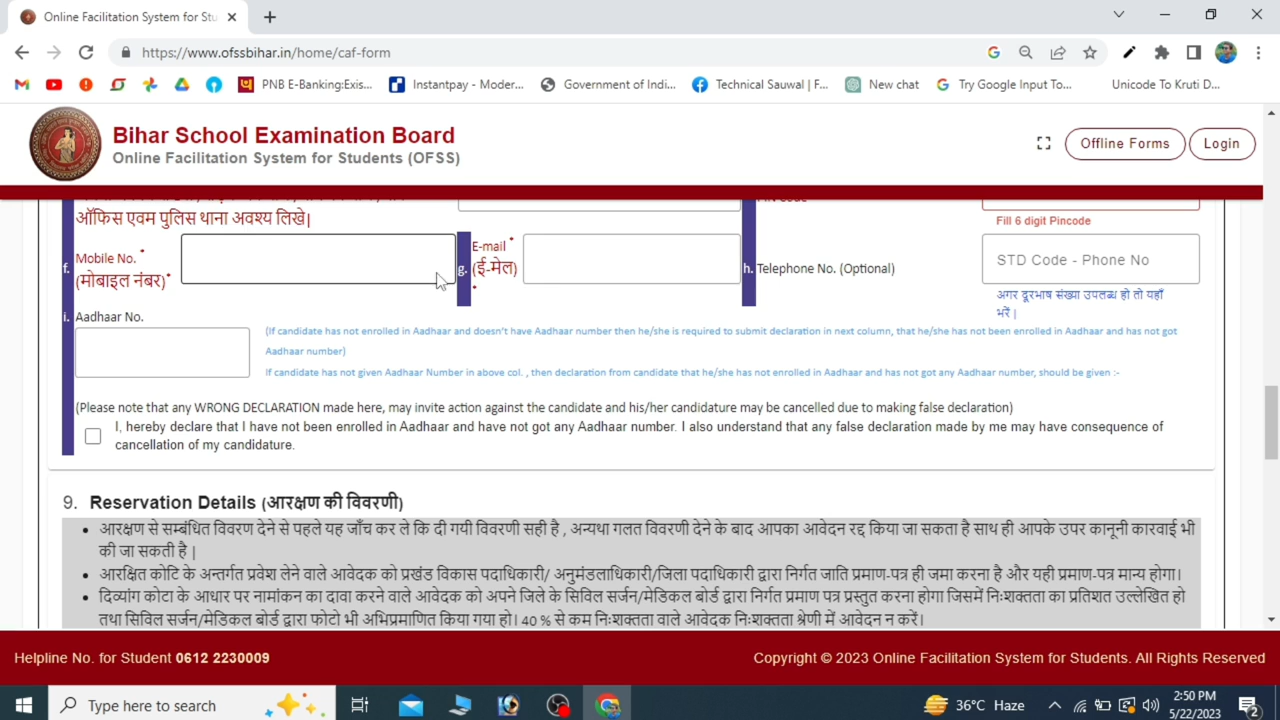 Online Facilitation System for Stu
https://www.ofssbihar.in/home/caf-form
PNB E-Banking:Exis... Instantpay - Moder... Government of Indi... Technical Sauwal | F... New chat Try Google Input To... Unicode To Kruti D...
Bihar School Examination Board
Online Facilitation System for Students (OFSS)
Offline Forms
Login
ऑफिस एवम पुलिस थाना अवश्य लिखे|
Fill 6 digit Pincode
f. Mobile No. *
(मोबाइल नंबर)*
g. E-mail *
(ई-मेल)
*
h. Telephone No. (Optional)
STD Code - Phone No
अगर दूरभाष संख्या उपलब्ध हो तो यहाँ
भरें |
i. Aadhaar No.
(If candidate has not enrolled in Aadhaar and doesn't have Aadhaar number then he/she is required to submit declaration in next column, that he/she has not been enrolled in Aadhaar and has not got
Aadhaar number)
If candidate has not given Aadhaar Number in above col. , then declaration from candidate that he/she has not enrolled in Aadhaar and has not got any Aadhaar number, should be given :-
(Please note that any WRONG DECLARATION made here, may invite action against the candidate and his/her candidature may be cancelled due to making false declaration)
I, hereby declare that I have not been enrolled in Aadhaar and have not got any Aadhaar number. I also understand that any false declaration made by me may have consequence of
cancellation of my candidature.
9. Reservation Details (आरक्षण की विवरणी)
• आरक्षण से सम्बंधित विवरण देने से पहले यह जाँच कर ले कि दी गयी विवरणी सही है , अन्यथा गलत विवरणी देने के बाद आपका आवेदन रद्द किया जा सकता है साथ ही आपके उपर कानूनी कारवाई भी
की जा सकती है |
• आरक्षित कोटि के अन्तर्गत प्रवेश लेने वाले आवेदक को प्रखंड विकास पदाधिकारी/ अनुमंडलाधिकारी/जिला पदाधिकारी द्वारा निर्गत जाति प्रमाण-पत्र ही जमा करना है और यही प्रमाण-पत्र मान्य होगा।
• दिव्यांग कोटा के आधार पर नामांकन का दावा करने वाले आवेदक को अपने जिले के सिविल सर्जन/मेडिकल बोर्ड द्वारा निर्गत प्रमाण पत्र प्रस्तुत करना होगा जिसमें निःशक्तता का प्रतिशत उल्लेखित हो
तथा सिविल सर्जन/मेडिकल बोर्ड द्वारा फोटो भी अभिप्रमाणित किया गया हो। 40 % से कम निःशक्तता वाले आवेदक निःशक्तता श्रेणी में आवेदन न करें।
Helpline No. for Student 0612 2230009
Copyright © 2023 Online Facilitation System for Students. All Rights Reserved
Type here to search
36°C Haze
2:50 PM
5/22/2023
2